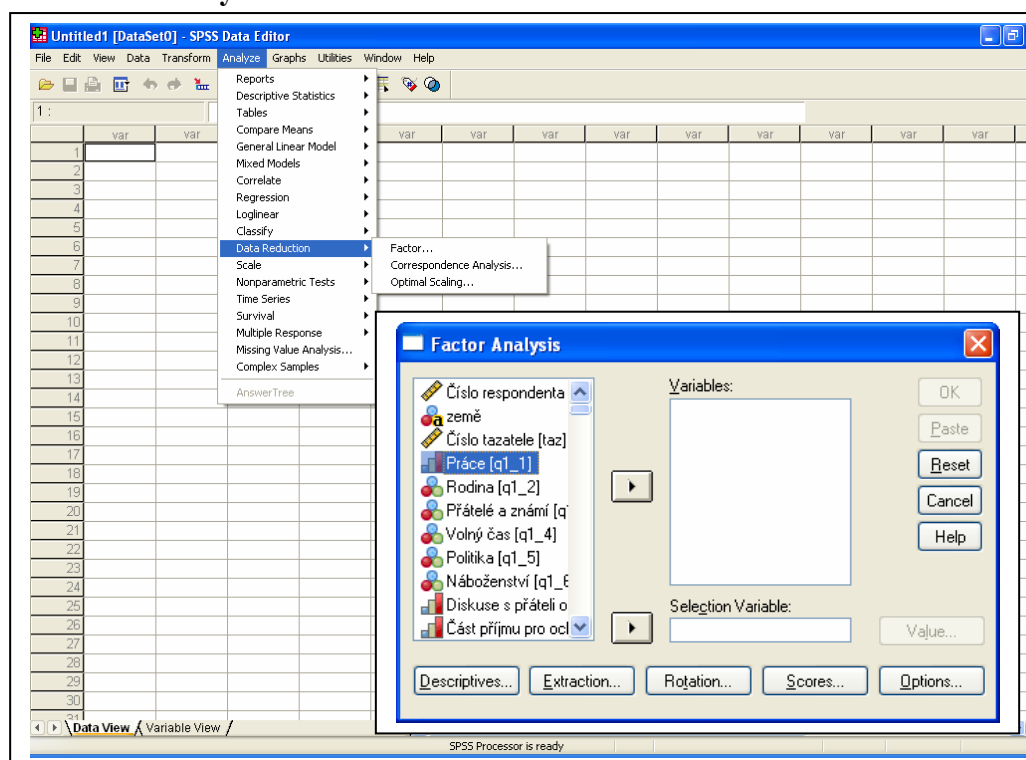 Untitled1 [DataSet0] - SPSS Data Editor
File Edit View Data Transform Analyze Graphs Utilities Window Help
1 :
var var var var var var var var var var var
1
2
3
4
5
6
7
8
9
10
11
12
13
14
15
16
17
18
19
20
21
22
23
24
25
26
27
28
29
30
31
Reports
Descriptive Statistics
Tables
Compare Means
General Linear Model
Mixed Models
Correlate
Regression
Loglinear
Classify
Data Reduction
Scale
Nonparametric Tests
Time Series
Survival
Multiple Response
Missing Value Analysis...
Complex Samples
AnswerTree
Factor...
Correspondence Analysis...
Optimal Scaling...
Factor Analysis
Číslo respondenta
země
Číslo tazatele [taz]
Práce [q1_1]
Rodina [q1_2]
Přátelé a známí [q
Volný čas [q1_4]
Politika [q1_5]
Náboženství [q1_6
Diskuse s přáteli o
Část příjmu pro ocl
Variables:
Selection Variable:
OK
Paste
Reset
Cancel
Help
Value...
Descriptives... Extraction... Rotation... Scores... Options...
Data View Variable View
SPSS Processor is ready